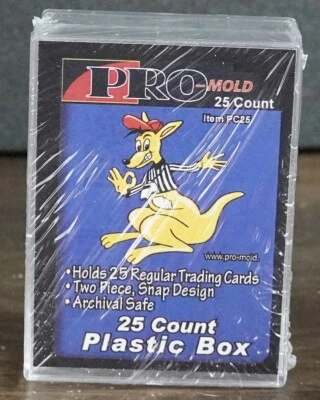 PRO-MOLD
25 Count
Item PC25
www.pro-mold.
• Holds 25 Regular Trading Cards
• Two Piece, Snap Design
• Archival Safe
25 Count
Plastic Box